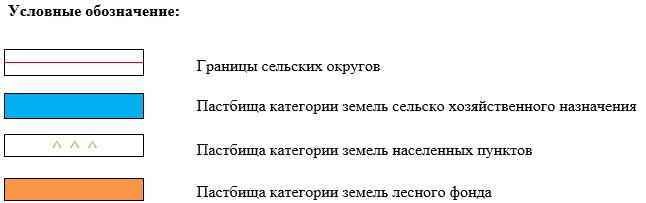 Условные обозначение:
Границы сельских округов
Пастбища категории земель сельско хозяйственного назначения
Пастбища категории земель населенных пунктов
Пастбища категории земель лесного фонда